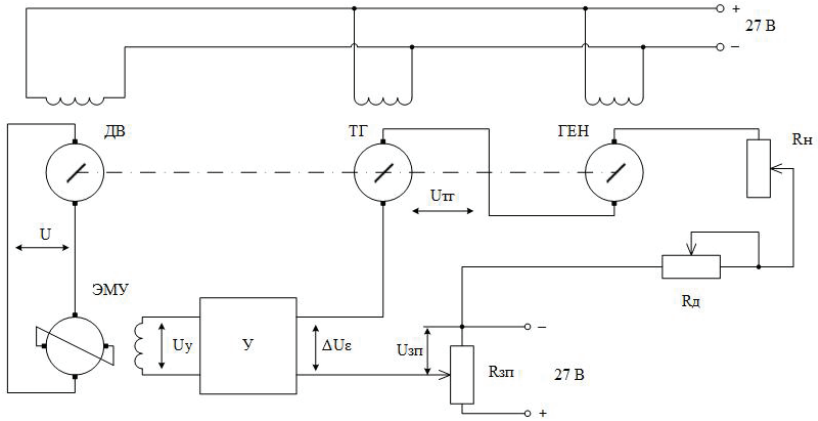 +
27 В
−
ДВ
ТГ
ГЕН
Rн
Uтг
U
Rд
ЭМУ
−
Uу
У
ΔUε
Uзп
Rзп
27 В
+